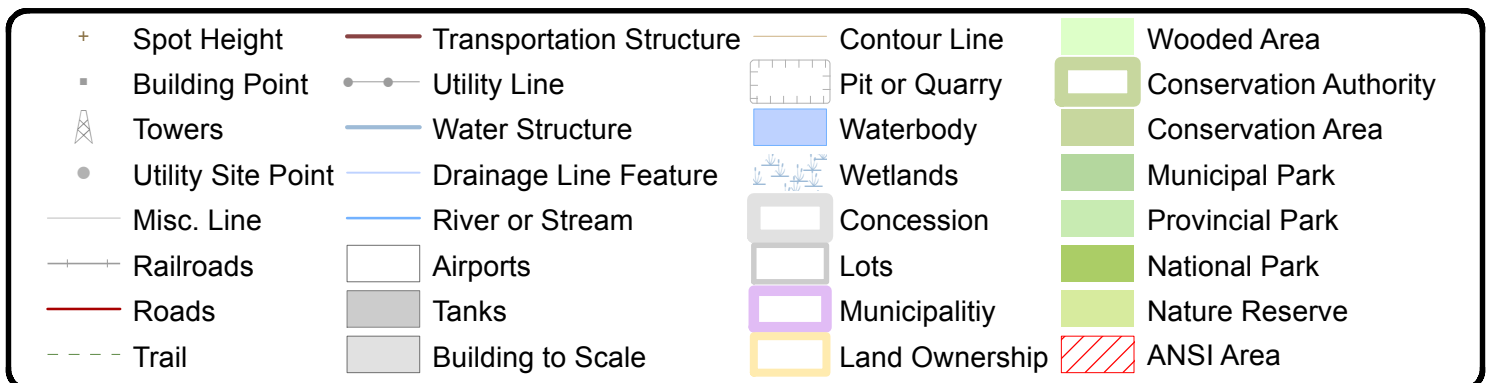 Spot Height
Building Point
Towers
Utility Site Point
Misc. Line
Railroads
Roads
Trail
Transportation Structure
Utility Line
Water Structure
Drainage Line Feature
River or Stream
Airports
Tanks
Building to Scale
Contour Line
Pit or Quarry
Waterbody
Wetlands
Concession
Lots
Municipalitiy
Land Ownership
Wooded Area
Conservation Authority
Conservation Area
Municipal Park
Provincial Park
National Park
Nature Reserve
ANSI Area